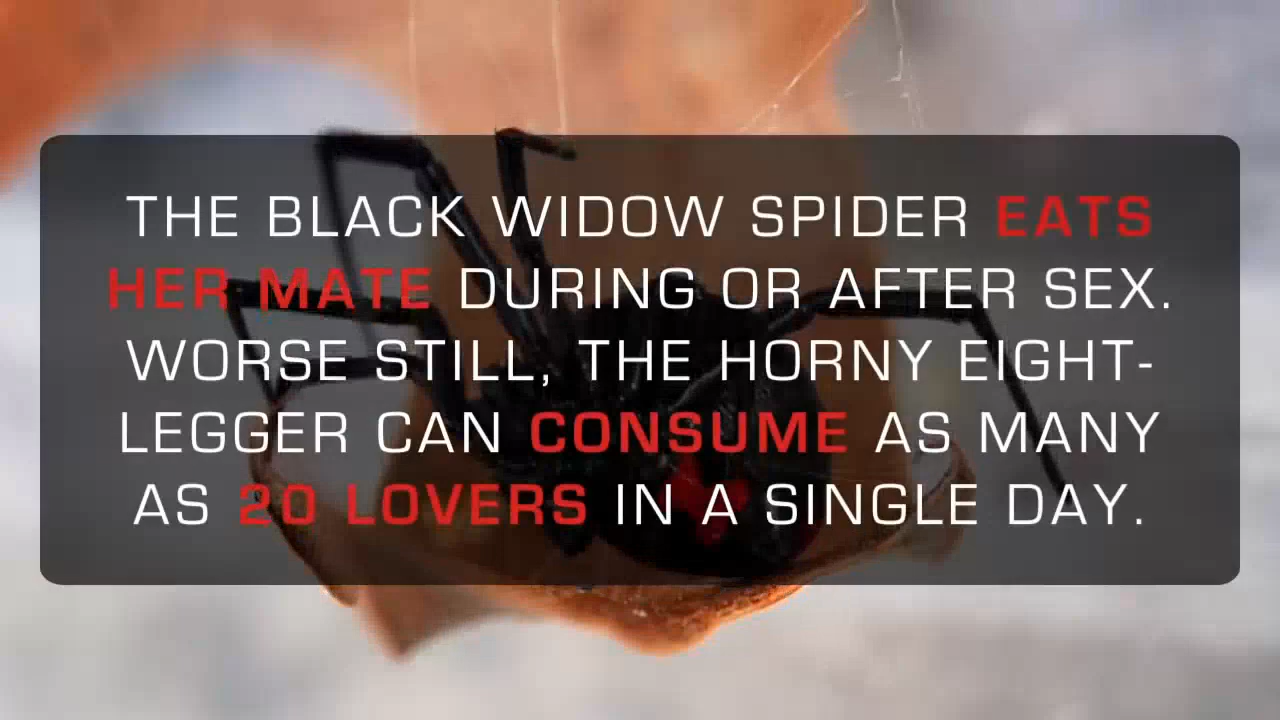 THE BLACK WIDOW SPIDER EATS
HER MATE DURING OR AFTER SEX.
WORSE STILL, THE HORNY EIGHT-
LEGGER CAN CONSUME AS MANY
AS 20 LOVERS IN A SINGLE DAY.